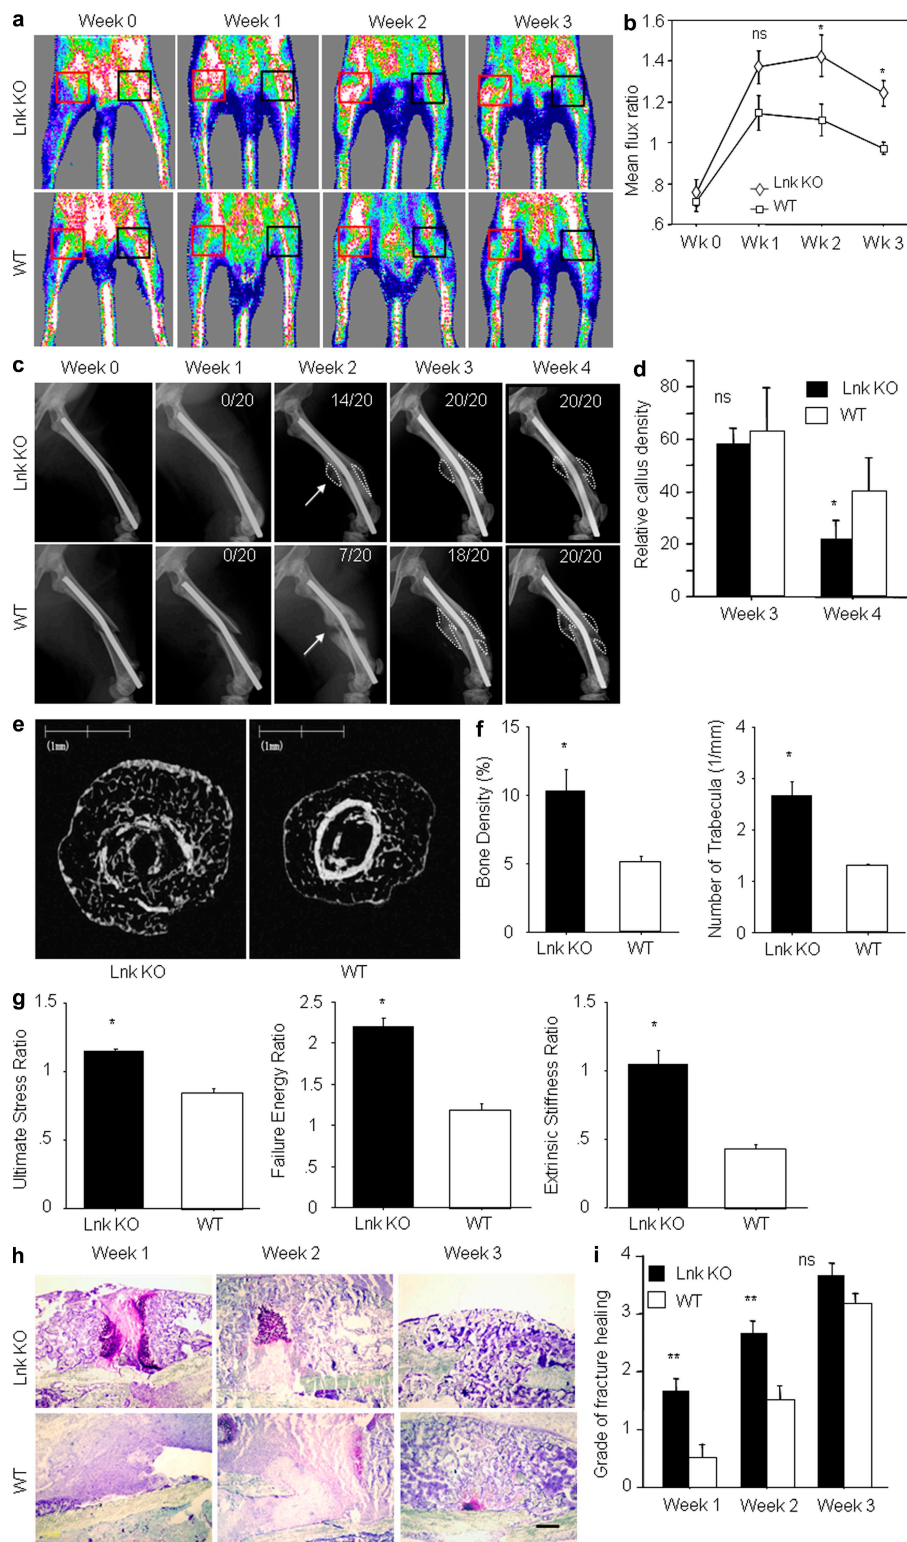 a
Week 0 Week 1 Week 2 Week 3
Lnk KO
WT
b
Mean flux ratio
1.6
1.4
1.2
1
.8
.6
ns
*
*
Lnk KO
WT
Wk 0 Wk 1 Wk 2 Wk 3
c
Week 0 Week 1 Week 2 Week 3 Week 4
Lnk KO
0/20 14/20 20/20 20/20
WT
0/20 7/20 18/20 20/20
d
Relative callus density
80
60
40
20
0
Lnk KO
WT
ns
*
Week 3 Week 4
e
(1mm) (1mm)
Lnk KO WT
f
Bone Density (%)
15
10
5
0
*
Lnk KO WT
Number of Trabecula (1/mm)
4
3
2
1
0
*
Lnk KO WT
g
Ultimate Stress Ratio
1.5
1
.5
0
*
Lnk KO WT
Failure Energy Ratio
2.5
2
1.5
1
.5
0
*
Lnk KO WT
Extrinsic Stiffness Ratio
1.5
1
.5
0
*
Lnk KO WT
h
Week 1 Week 2 Week 3
Lnk KO
WT
i
Grade of fracture healing
4
3
2
1
0
Lnk KO
WT
**
**
ns
Week 1 Week 2 Week 3